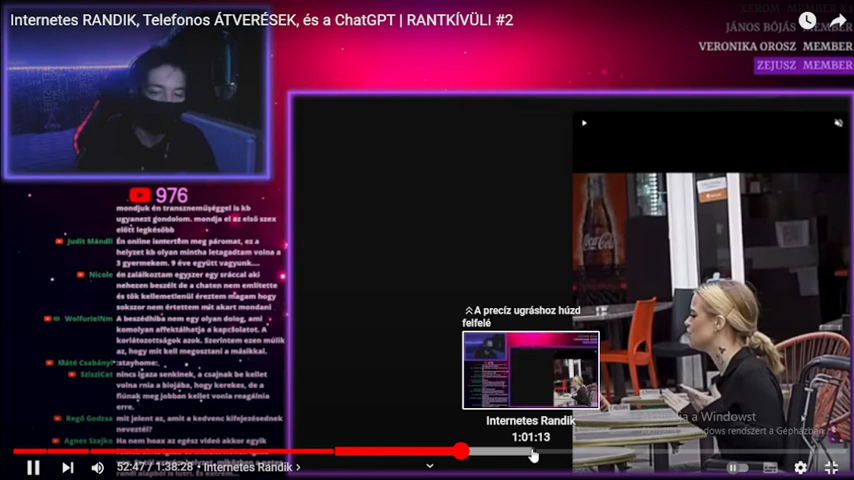 Internetes RANDIK, Telefonos ÁTVERÉSEK, és a ChatGPT | RANTKÍVÜLI #2
XEROM MEMBER X3
JÁNOS BÓJÁS MEMBER
VERONIKA OROSZ MEMBER
ZEJUSZ MEMBER
976
mondjuk én transzneműséggel is kb
ugyanezt gondolom. mondja el az első szex
előtt legkésőbb
Judit Mándli Én online ismertem meg páromat, ez a
helyzet kb olyan mintha letagadtam volna a
3 gyermekem. 9 éve együtt vagyunk....
Nicole én találkoztam egyszer egy sráccal aki
nehezen beszélt de a chaten nem említette
és tök kellemetlenül éreztem magam hogy
sokszor nem értettem mit akart mondani
WolfurielNm A beszédhiba nem egy olyan dolog, ami
komolyan affektálhatja a kapcsolatot. A
korlátozottságok azok. Szerintem ezen múlik
az, hogy mit kell megosztani a másikkal.
Máté Csabányi :stayhome:
SzisziCat nincs igaza senkinek, a csajnak be kellet
volna rnia a biojába, hogy kerekes, de a
fiúnak meg jobban kellet vonla reagálnia
erre.
Regő Godzsa mit jelent az, amit a kedvenc kifejezésednek
neveztél?
Agnes Szajko Ha nem hoax az egész videó akkor egyik
Coca-Cola
A precíz ugráshoz húzd
felfelé
Internetes Randik
1:01:13
a Windowst
rendszert a Gépházban
52:47 / 1:38:28 • Internetes Randik ›